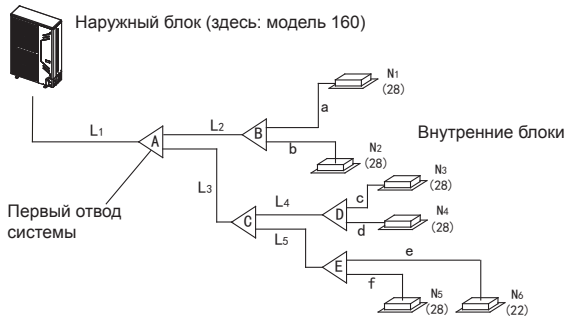 Наружный блок (здесь: модель 160)
N1
(28)
a
L1
L2
A
B
b
N2
(28)
Внутренние блоки
L3
N3
(28)
c
L4
D
d
N4
(28)
Первый отвод
системы
C
L5
E
e
f
N5
(28)
N6
(22)